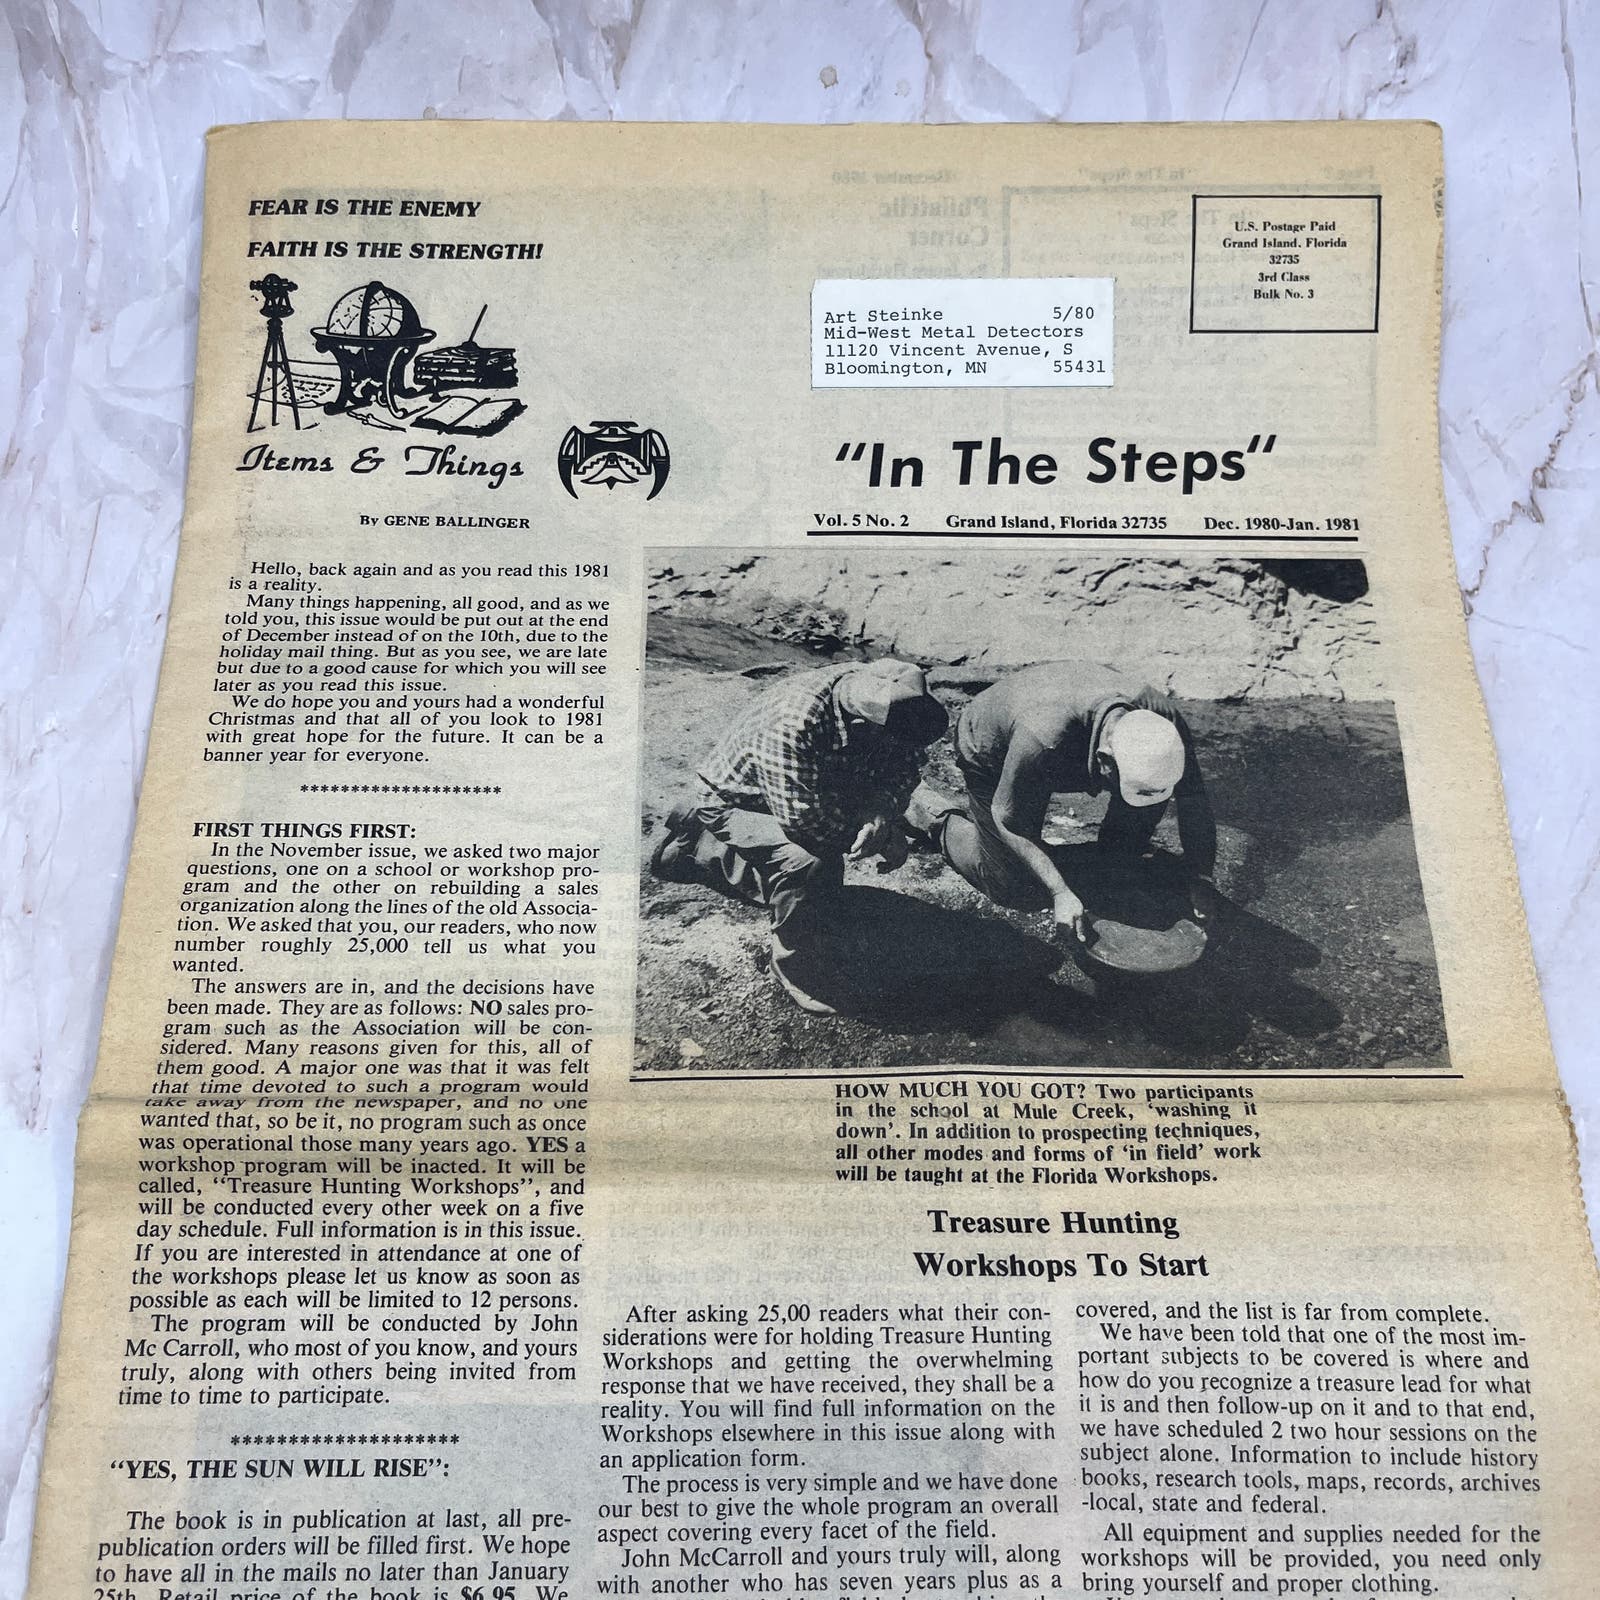 FEAR IS THE ENEMY
FAITH IS THE STRENGTH!
Items & Things
By GENE BALLINGER
U.S. Postage Paid
Grand Island, Florida
32735
3rd Class
Bulk No. 3
Art Steinke 5/80
Mid-West Metal Detectors
11120 Vincent Avenue, S
Bloomington, MN 55431
"In The Steps"
Vol. 5 No. 2 Grand Island, Florida 32735 Dec. 1980-Jan. 1981
Hello, back again and as you read this 1981
is a reality.
Many things happening, all good, and as we
told you, this issue would be put out at the end
of December instead of on the 10th, due to the
holiday mail thing. But as you see, we are late
but due to a good cause for which you will see
later as you read this issue.
We do hope you and yours had a wonderful
Christmas and that all of you look to 1981
with great hope for the future. It can be a
banner year for everyone.
********************
FIRST THINGS FIRST:
In the November issue, we asked two major
questions, one on a school or workshop pro-
gram and the other on rebuilding a sales
organization along the lines of the old Associa-
tion. We asked that you, our readers, who now
number roughly 25,000 tell us what you
wanted.
The answers are in, and the decisions have
been made. They are as follows: NO sales pro-
gram such as the Association will be con-
sidered. Many reasons given for this, all of
them good. A major one was that it was felt
that time devoted to such a program would
take away from the newspaper, and no one
wanted that, so be it, no program such as once
was operational those many years ago. YES a
workshop program will be inacted. It will be
called, "Treasure Hunting Workshops", and
will be conducted every other week on a five
day schedule. Full information is in this issue.
If you are interested in attendance at one of
the workshops please let us know as soon as
possible as each will be limited to 12 persons.
The program will be conducted by John
Mc Carroll, who most of you know, and yours
truly, along with others being invited from
time to time to participate.
********************
"YES, THE SUN WILL RISE":
The book is in publication at last, all pre-
publication orders will be filled first. We hope
to have all in the mails no later than January
25th. Retail price of the book is $6.95. We
HOW MUCH YOU GOT? Two participants
in the school at Mule Creek, 'washing it
down'. In addition to prospecting techniques,
all other modes and forms of 'in field' work
will be taught at the Florida Workshops.
Treasure Hunting
Workshops To Start
After asking 25,00 readers what their con-
siderations were for holding Treasure Hunting
Workshops and getting the overwhelming
response that we have received, they shall be a
reality. You will find full information on the
Workshops elsewhere in this issue along with
an application form.
The process is very simple and we have done
our best to give the whole program an overall
aspect covering every facet of the field.
John McCarroll and yours truly will, along
with another who has seven years plus as a
covered, and the list is far from complete.
We have been told that one of the most im-
portant subjects to be covered is where and
how do you recognize a treasure lead for what
it is and then follow-up on it and to that end,
we have scheduled 2 two hour sessions on the
subject alone. Information to include history
books, research tools, maps, records, archives
-local, state and federal.
All equipment and supplies needed for the
workshops will be provided, you need only
bring yourself and proper clothing.